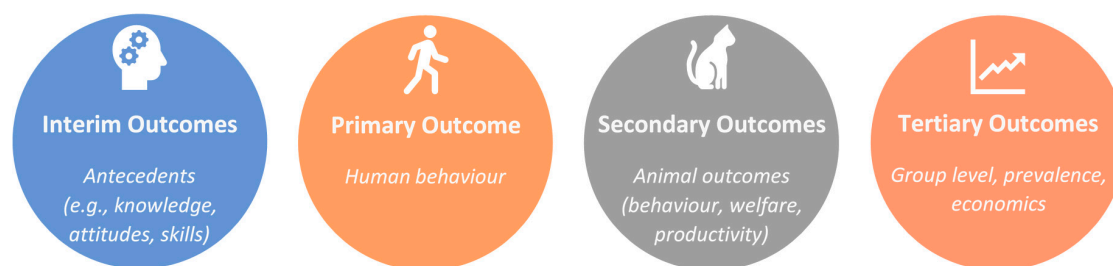 Interim Outcomes
Antecedents
(e.g., knowledge,
attitudes, skills)
Primary Outcome
Human behaviour
Secondary Outcomes
Animal outcomes
(behaviour, welfare,
productivity)
Tertiary Outcomes
Group level, prevalence,
economics